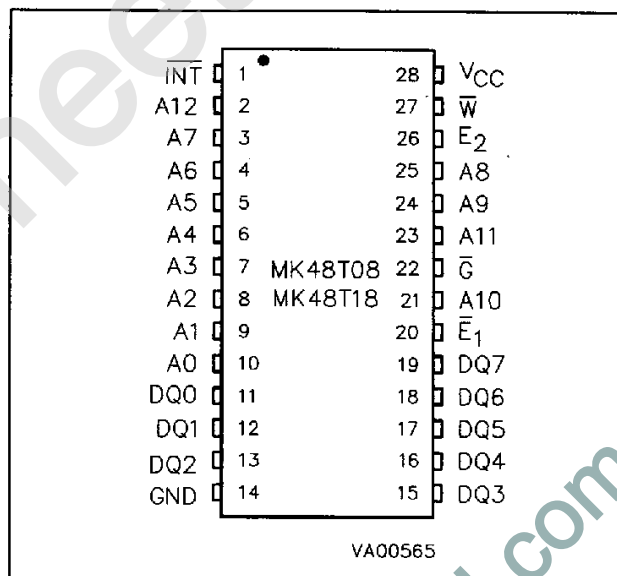 I̅N̅T̅ 1 28 VCC
A12 2 27 W̅
A7 3 26 E2
A6 4 25 A8
A5 5 24 A9
A4 6 23 A11
A3 7 MK48T08 22 G̅
A2 8 MK48T18 21 A10
A1 9 20 E̅1
A0 10 19 DQ7
DQ0 11 18 DQ6
DQ1 12 17 DQ5
DQ2 13 16 DQ4
GND 14 15 DQ3
VA00565
.com